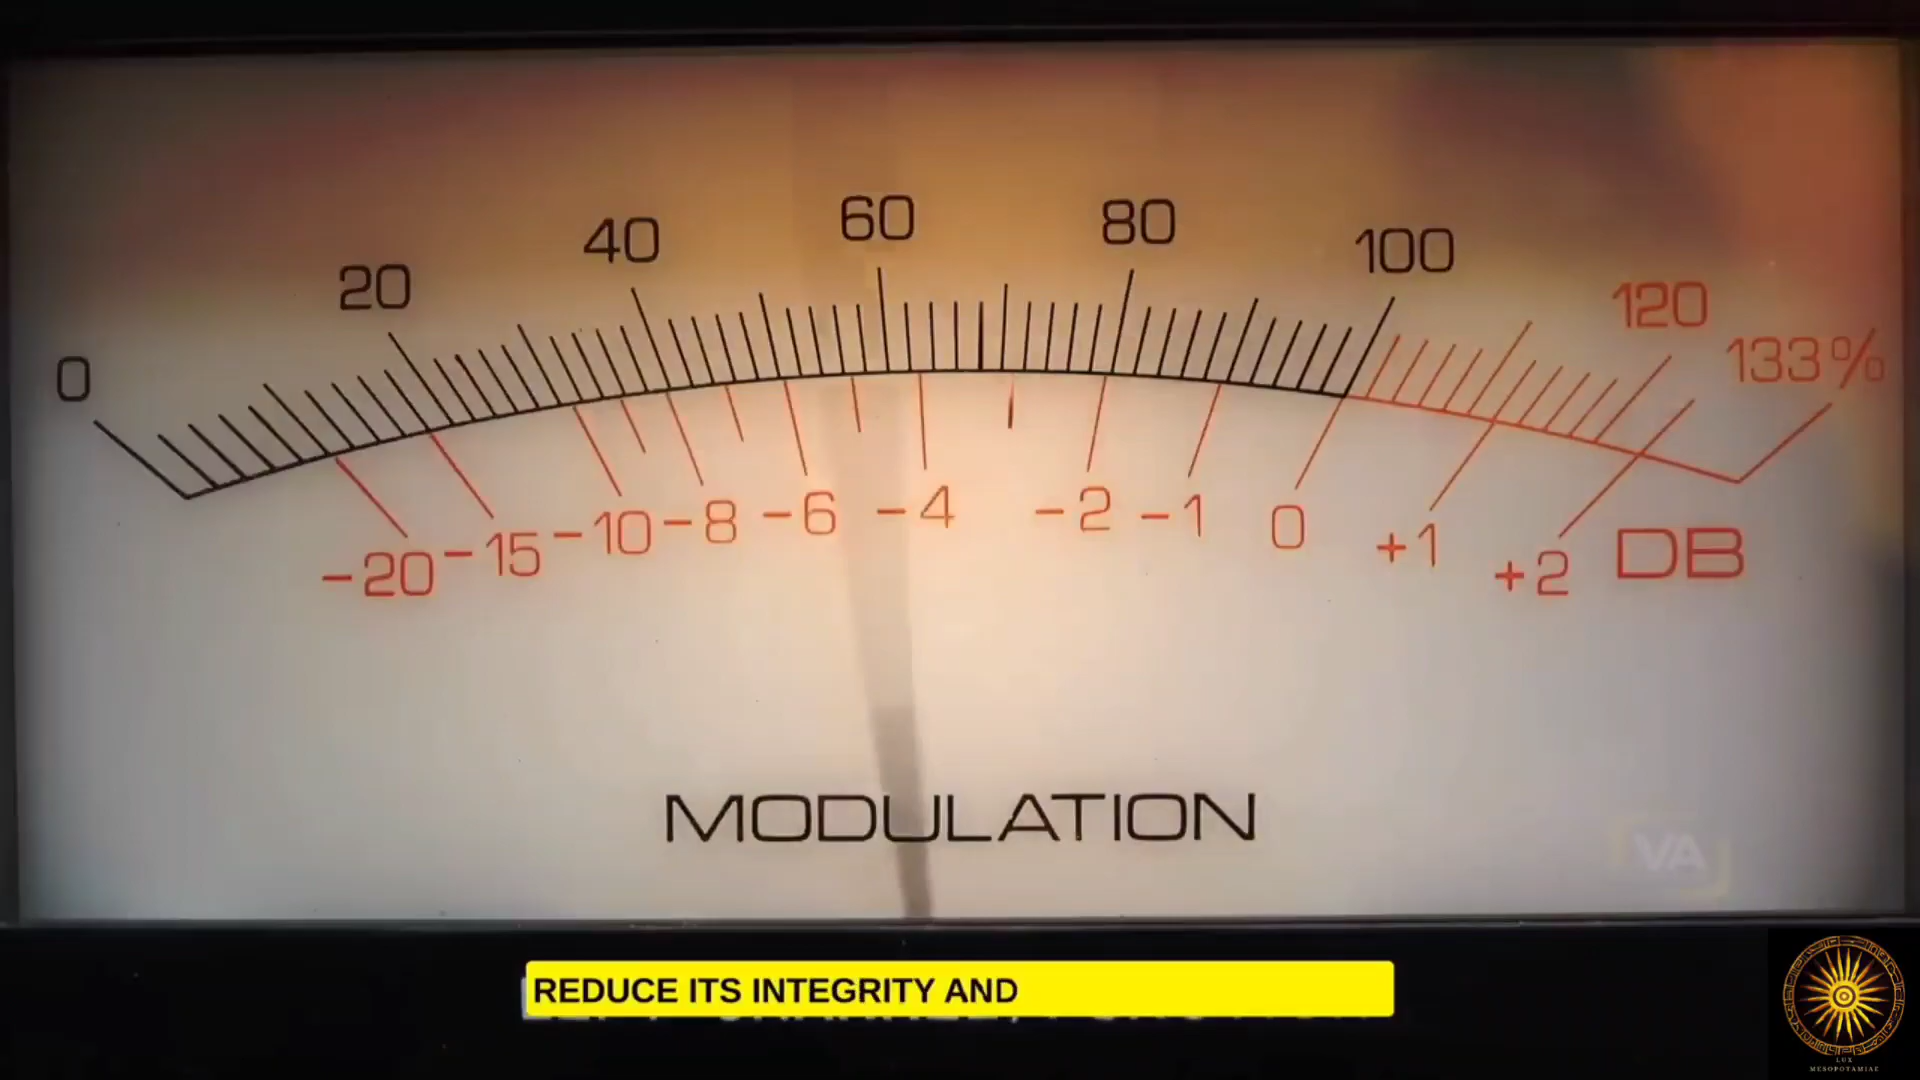 0 20 40 60 80 100 120 133%
-20 -15 -10 -8 -6 -4 -2 -1 0 +1 +2 DB
MODULATION
VA
REDUCE ITS INTEGRITY AND
LUX
MESOPOTAMIAE